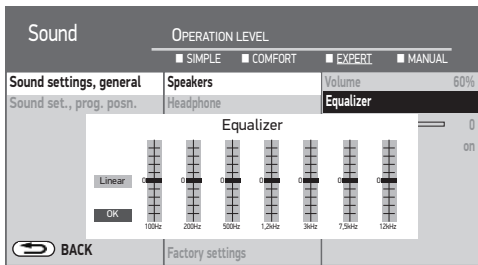 Sound
OPERATION LEVEL
SIMPLE COMFORT EXPERT MANUAL
Sound settings, general Speakers Volume 60%
Sound set., prog. posn. Headphone Equalizer
Equalizer
0
on
Linear 0 0 0 0 0 0 0
OK
100Hz 200Hz 500Hz 1,2kHz 3kHz 7,5kHz 12kHz
BACK Factory settings